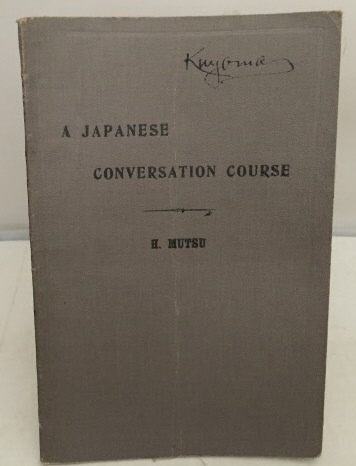 A JAPANESE
CONVERSATION COURSE
H. MUTSU